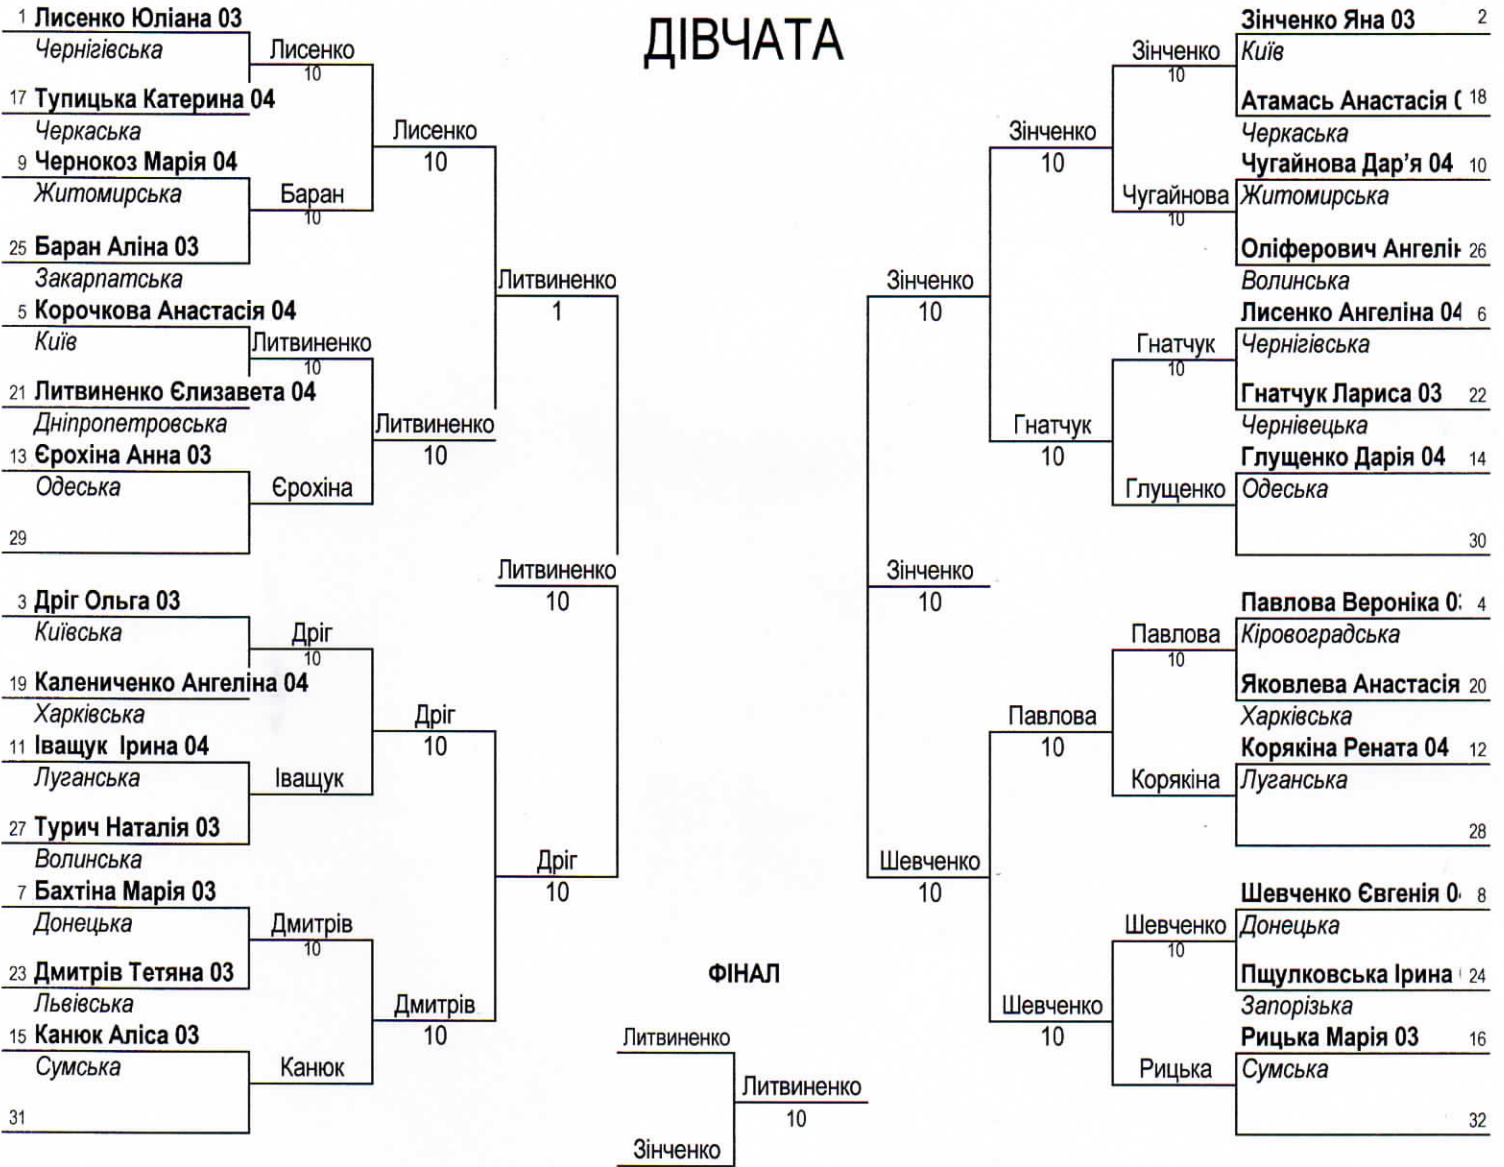 ДІВЧАТА
1 Лисенко Юліана 03
Чернігівська
17 Тупицька Катерина 04
Черкаська
9 Чернокоз Марія 04
Житомирська
25 Баран Аліна 03
Закарпатська
5 Корочкова Анастасія 04
Київ
21 Литвиненко Єлизавета 04
Дніпропетровська
13 Єрохіна Анна 03
Одеська
29
3 Дріг Ольга 03
Київська
19 Калениченко Ангеліна 04
Харківська
11 Іващук Ірина 04
Луганська
27 Турич Наталія 03
Волинська
7 Бахтіна Марія 03
Донецька
23 Дмитрів Тетяна 03
Львівська
15 Канюк Аліса 03
Сумська
31
Лисенко
10
Баран
10
Литвиненко
10
Єрохіна
Дріг
10
Іващук
Дмитрів
10
Канюк
Лисенко
10
Литвиненко
10
Дріг
10
Дмитрів
10
Литвиненко
1
Литвиненко
10
Дріг
10
ФІНАЛ
Литвиненко
Литвиненко
10
Зінченко
Зінченко
10
Зінченко
10
Шевченко
10
Зінченко
10
Гнатчук
10
Павлова
10
Шевченко
10
Зінченко
10
Чугайнова
10
Гнатчук
10
Глущенко
Павлова
10
Корякіна
Шевченко
10
Рицька
Зінченко Яна 03 2
Київ
Атамась Анастасія 18
Черкаська
Чугайнова Дар’я 04 10
Житомирська
Оліферович 26
Волинська
Лисенко Ангеліна 04 6
Чернігівська
Гнатчук Лариса 03 22
Чернівецька
Глущенко Дарія 04 14
Одеська
30
Павлова Вероніка 4
Кіровоградська
Яковлева Анастасія 20
Харківська
Корякіна Рената 04 12
Луганська
28
Шевченко Євгенія 8
Донецька
Пщулковська Ірина 24
Запорізька
Рицька Марія 03 16
Сумська
32